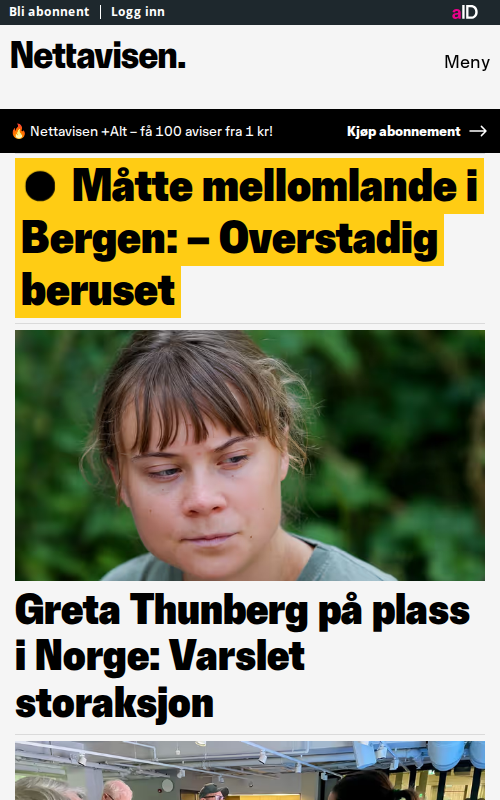 Bli abonnent | Logg inn
aID
Nettavisen.
Meny
🔥 Nettavisen +Alt – få 100 aviser fra 1 kr!
Kjøp abonnement →
● Måtte mellomlande i
Bergen: – Overstadig
beruset
Greta Thunberg på plass
i Norge: Varslet
storaksjon